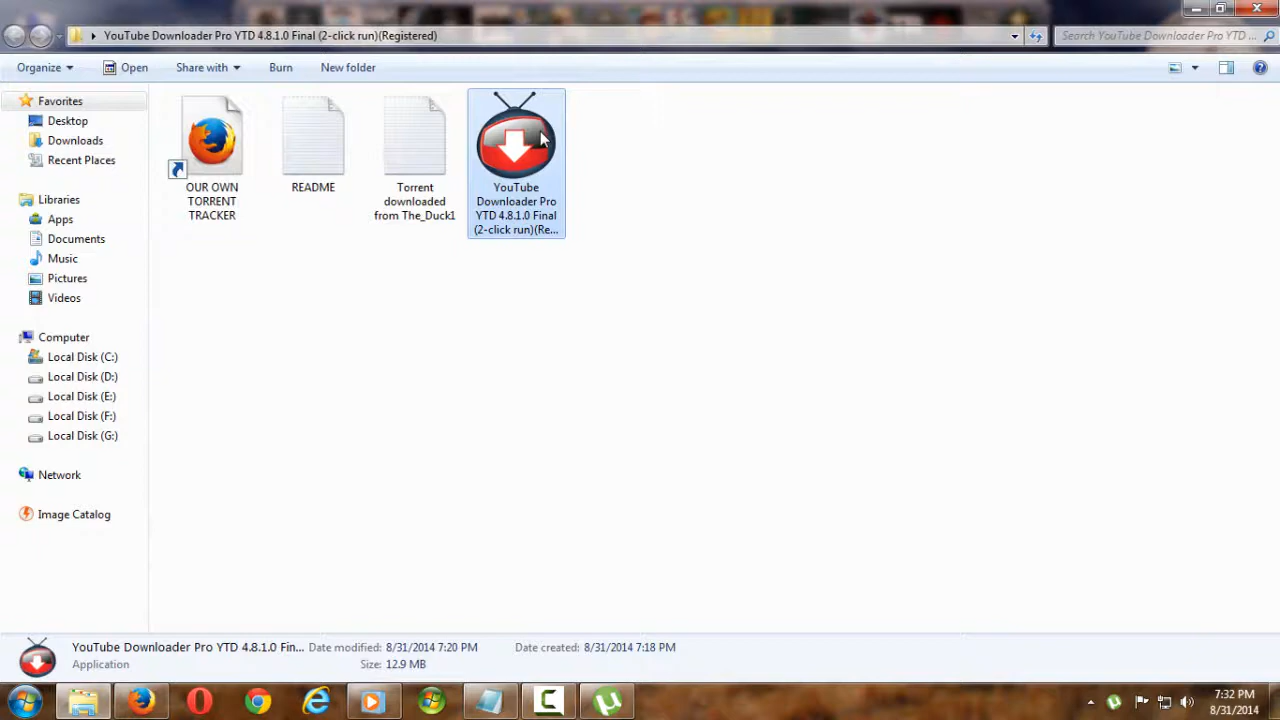 YouTube Downloader Pro YTD 4.8.1.0 Final (2-click run)(Registered)
Search YouTube Downloader Pro YTD ...
Organize
Open
Share with
Burn
New folder
Favorites
Desktop
Downloads
Recent Places
Libraries
Apps
Documents
Music
Pictures
Videos
Computer
Local Disk (C:)
Local Disk (D:)
Local Disk (E:)
Local Disk (F:)
Local Disk (G:)
Network
Image Catalog
OUR OWN
TORRENT
TRACKER
README
Torrent
downloaded
from The_Duck1
YouTube
Downloader Pro
YTD 4.8.1.0 Final
(2-click run)(Re...
YouTube Downloader Pro YTD 4.8.1.0 Fin... Date modified: 8/31/2014 7:20 PM Date created: 8/31/2014 7:18 PM
Application Size: 12.9 MB
7:32 PM
8/31/2014